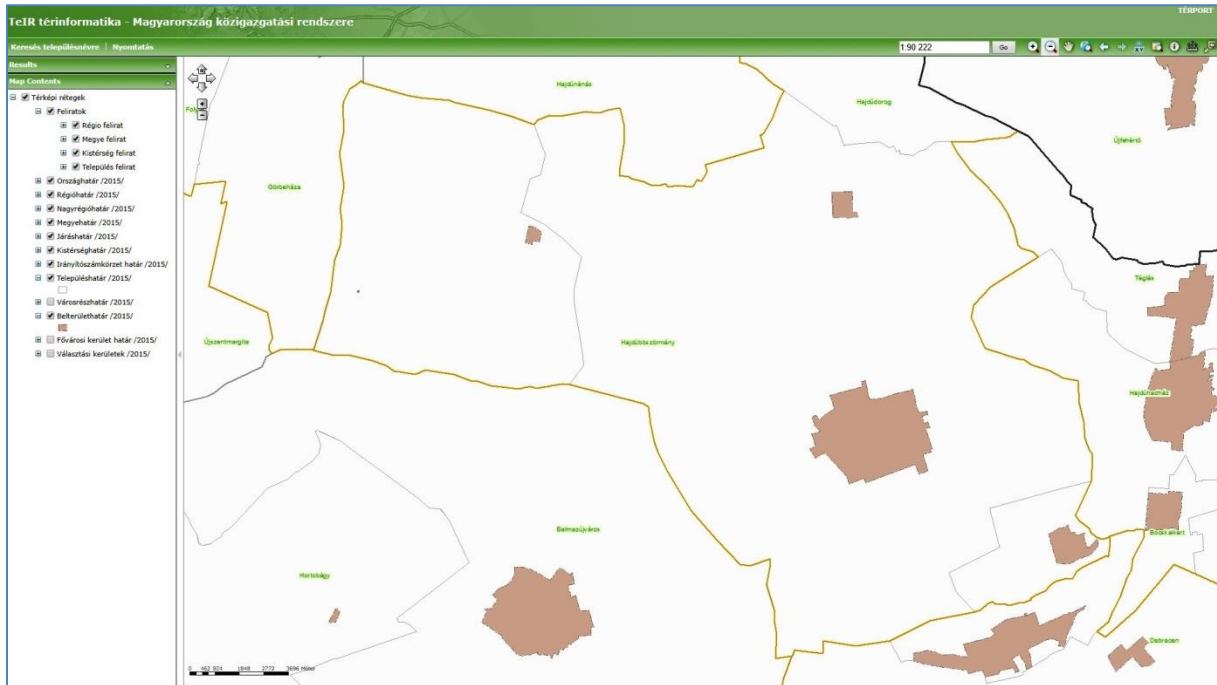 TeIR térinformatika - Magyarország közigazgatási rendszere
TÉRPORT
Keresés településnévre | Nyomtatás
1:90 222
Go
Results
Map Contents
Térképi rétegek
Feliratok
Régio felirat
Megye felirat
Kistérség felirat
Település felirat
Országhatár /2015/
Régióhatár /2015/
Nagyrégióhatár /2015/
Megyehatár /2015/
Járáshatár /2015/
Kistérséghatár /2015/
Irányítószámkörzet határ /2015/
Településhatár /2015/
Városrészhatár /2015/
Belterülethatár /2015/
Fővárosi kerület határ /2015/
Választási kerületek /2015/
Hajdúnánás
Hajdúdorog
Újfehértó
Görbeháza
Téglás
Újszentmargita
Hajdúböszörmény
Hajdúhadház
Balmazújváros
Bocskaikert
Hortobágy
Debrecen
0 462 924 1848 2772 3696 Méter